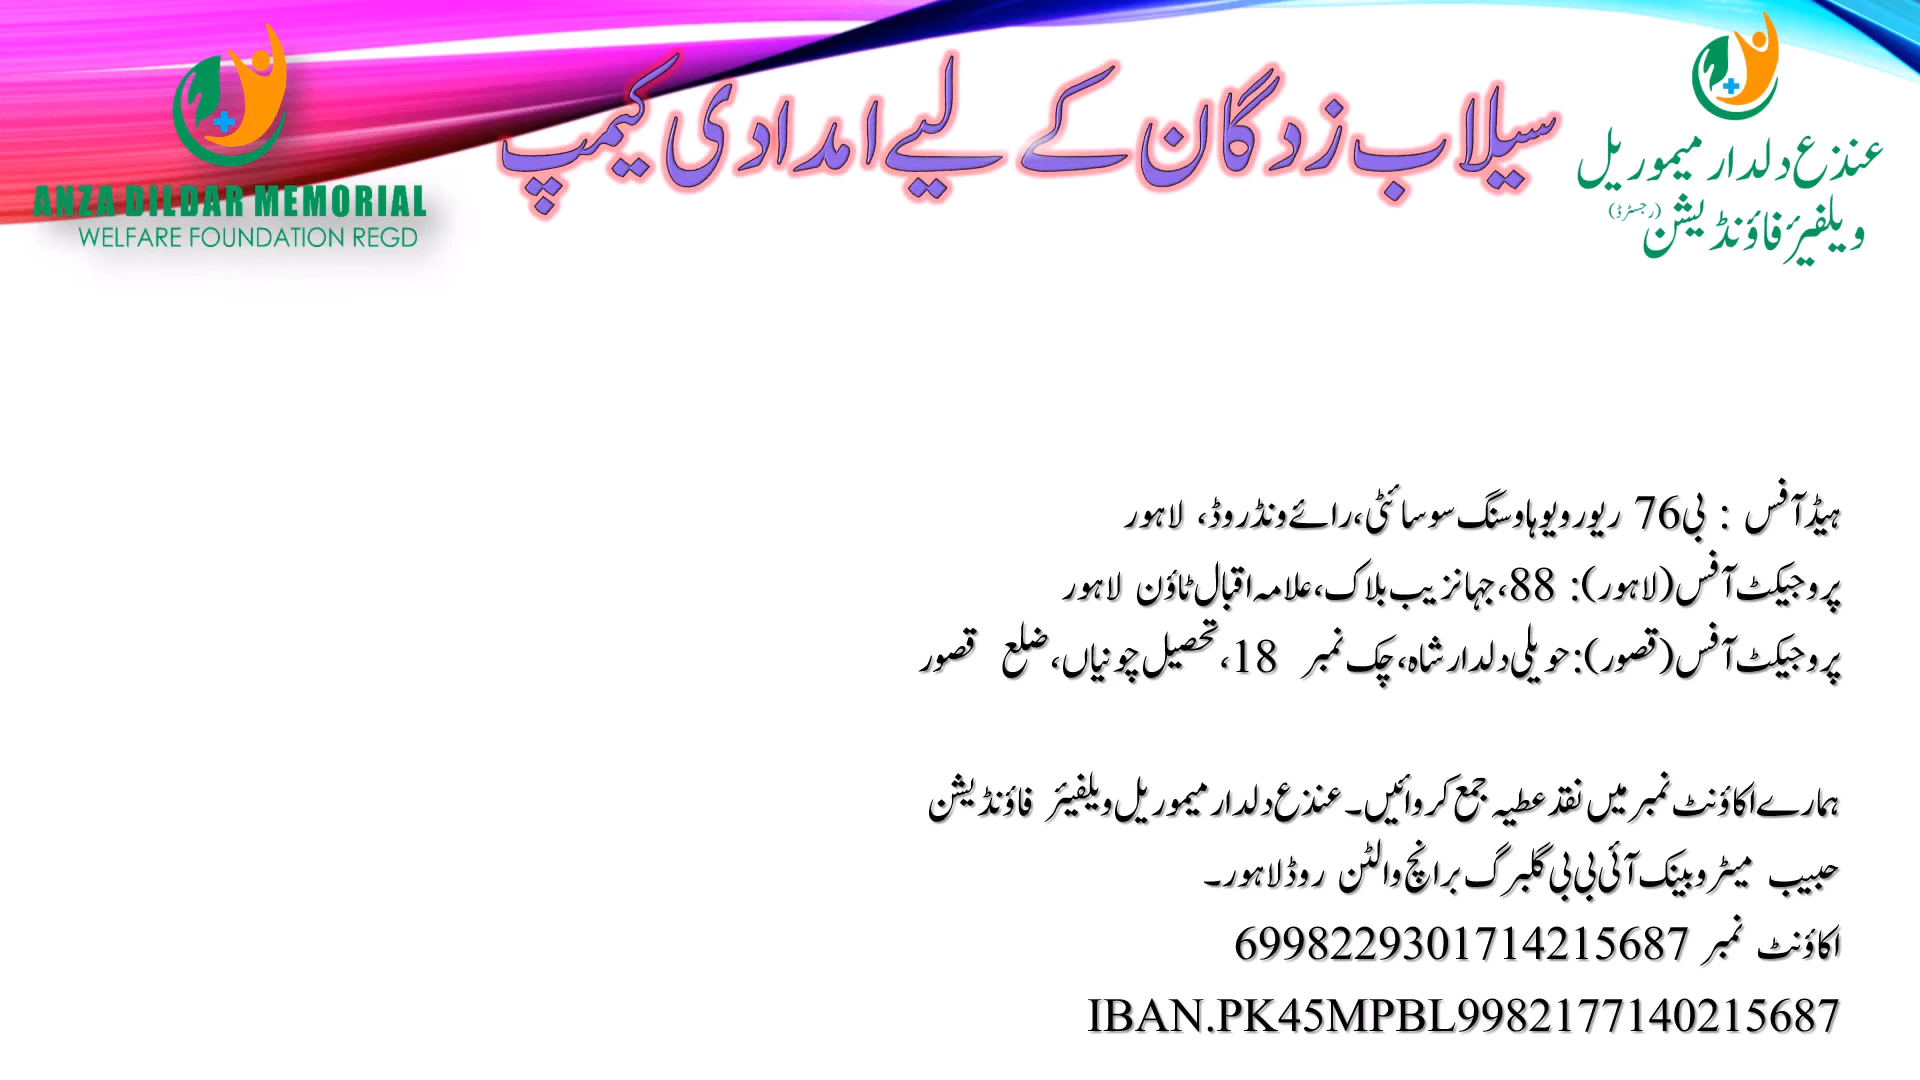 سیلاب زدگان کے لیے امدادی کیمپ
عندزع دلدار میموریل
ویلفیئر فاؤنڈیشن (رجسٹرڈ)
ANZA DILDAR MEMORIAL
WELFARE FOUNDATION REGD
ہیڈ آفس : بی 76 ریور ویو ہاوسنگ سوسائٹی، رائے ونڈ روڈ، لاہور
پروجیکٹ آفس (لاہور): 88، جہانزیب بلاک، علامہ اقبال ٹاؤن لاہور
پروجیکٹ آفس (قصور): حویلی دلدار شاہ، چک نمبر 18، تحصیل چونیاں، ضلع قصور
ہمارے اکاؤنٹ نمبر میں نقد عطیہ جمع کروائیں۔ عندزع دلدار میموریل ویلفیئر فاؤنڈیشن
حبیب میٹرو بینک آئی بی بی گلبرگ برانچ والٹن روڈ لاہور۔
اکاؤنٹ نمبر 6998229301714215687
IBAN.PK45MPBL9982177140215687